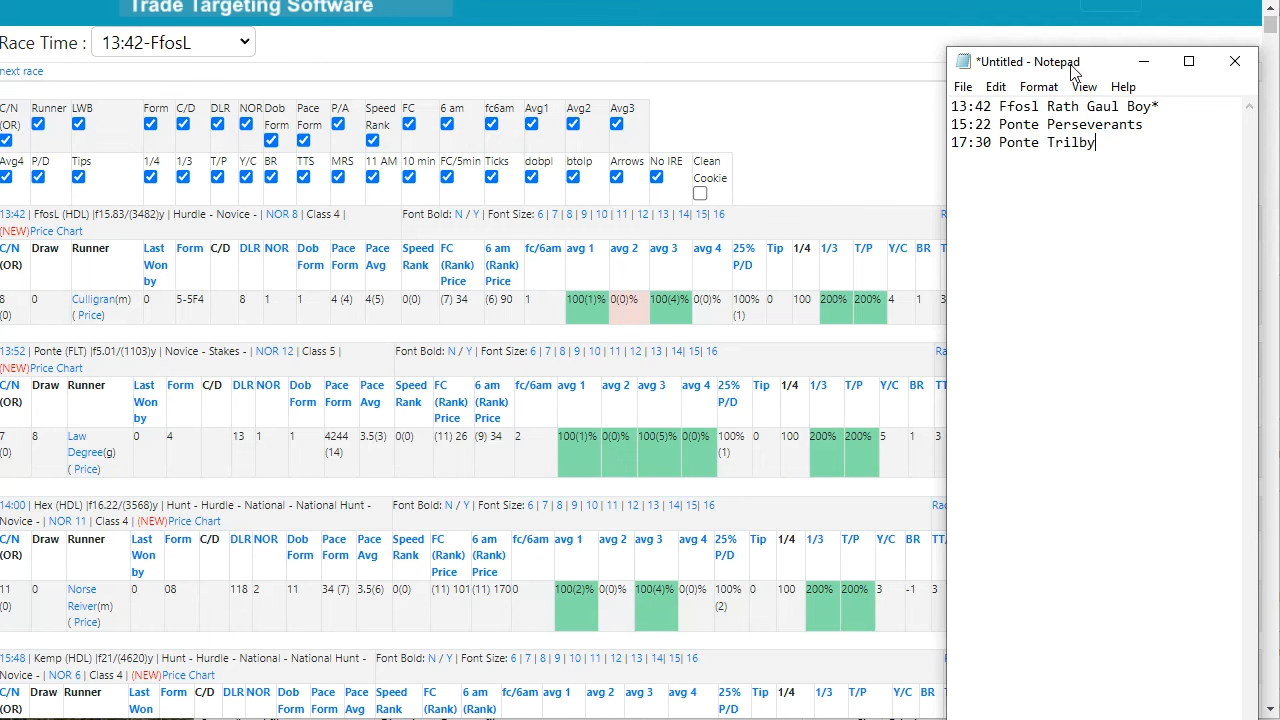 Trade Targeting Software
Race Time : 13:42-FfosL
next race
C/N (OR) Runner LWB Form C/D DLR NOR Dob Form Pace Form P/A Speed Rank FC 6 am fc6am Avg1 Avg2 Avg3
Avg4 P/D Tips 1/4 1/3 T/P Y/C BR TTS MRS 11 AM 10 min FC/5min Ticks dobpl btolp Arrows No IRE Clean Cookie
13:42 | FfosL (HDL) |f15.83/(3482)y | Hurdle - Novice - | NOR 8 | Class 4 | (NEW)Price Chart
Font Bold: N / Y | Font Size: 6 | 7 | 8 | 9 | 10 | 11 | 12 | 13 | 14| 15| 16
C/N (OR) Draw Runner Last Won by Form C/D DLR NOR Dob Form Pace Form Pace Avg Speed Rank FC (Rank) Price 6 am (Rank) Price fc/6am avg 1 avg 2 avg 3 avg 4 25% P/D Tip 1/4 1/3 T/P Y/C BR
8 (0) 0 Culligran(m) ( Price) 0 5-5F4 8 1 1 4 (4) 4(5) 0(0) (7) 34 (6) 90 1 100(1)% 0(0)% 100(4)% 0(0)% 100% (1) 0 100 200% 200% 4 1 3
13:52 | Ponte (FLT) |f5.01/(1103)y | Novice - Stakes - | NOR 12 | Class 5 | (NEW)Price Chart
Font Bold: N / Y | Font Size: 6 | 7 | 8 | 9 | 10 | 11 | 12 | 13 | 14| 15| 16
C/N (OR) Draw Runner Last Won by Form C/D DLR NOR Dob Form Pace Form Pace Avg Speed Rank FC (Rank) Price 6 am (Rank) Price fc/6am avg 1 avg 2 avg 3 avg 4 25% P/D Tip 1/4 1/3 T/P Y/C BR
7 (0) 8 Law Degree(g) ( Price) 0 4 13 1 1 4244 (14) 3.5(3) 0(0) (11) 26 (9) 34 2 100(1)% 0(0)% 100(5)% 0(0)% 100% (1) 0 100 200% 200% 5 1 3
14:00 | Hex (HDL) |f16.22/(3568)y | Hunt - Hurdle - National - National Hunt - Novice - | NOR 11 | Class 4 | (NEW)Price Chart
Font Bold: N / Y | Font Size: 6 | 7 | 8 | 9 | 10 | 11 | 12 | 13 | 14| 15| 16
C/N (OR) Draw Runner Last Won by Form C/D DLR NOR Dob Form Pace Form Pace Avg Speed Rank FC (Rank) Price 6 am (Rank) Price fc/6am avg 1 avg 2 avg 3 avg 4 25% P/D Tip 1/4 1/3 T/P Y/C BR
11 (0) 0 Norse Reiver(m) ( Price) 0 08 118 2 11 34 (7) 3.5(6) 0(0) (11) 101 (11) 170 0 100(2)% 0(0)% 100(4)% 0(0)% 100% (2) 0 100 200% 200% 3 -1 3
15:48 | Kemp (HDL) |f21/(4620)y | Hunt - Hurdle - National - National Hunt - Novice - | NOR 6 | Class 4 | (NEW)Price Chart
Font Bold: N / Y | Font Size: 6 | 7 | 8 | 9 | 10 | 11 | 12 | 13 | 14| 15| 16
C/N (OR) Draw Runner Last Won Form C/D DLR NOR Dob Form Pace Form Pace Avg Speed Rank FC (Rank) 6 am (Rank) fc/6am avg 1 avg 2 avg 3 avg 4 25% P/D Tip 1/4 1/3 T/P Y/C BR
*Untitled - Notepad
File Edit Format View Help
13:42 Ffosl Rath Gaul Boy*
15:22 Ponte Perseverants
17:30 Ponte Trilby